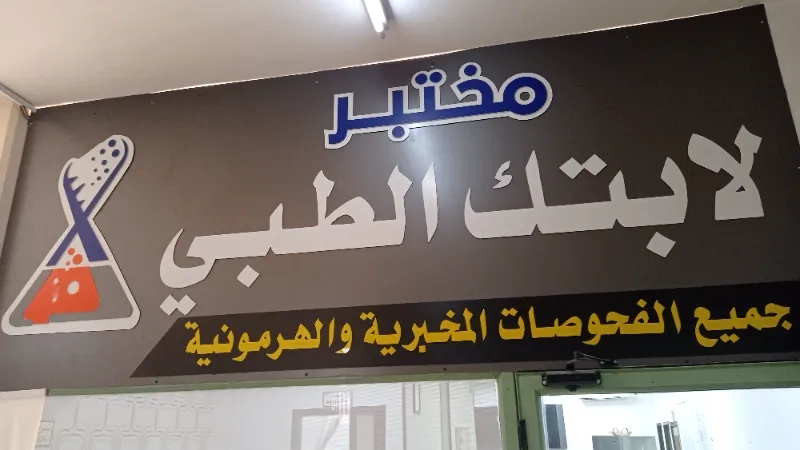 مختبر
لابتك الطبي
جميع الفحوصات المخبرية والهرمونية